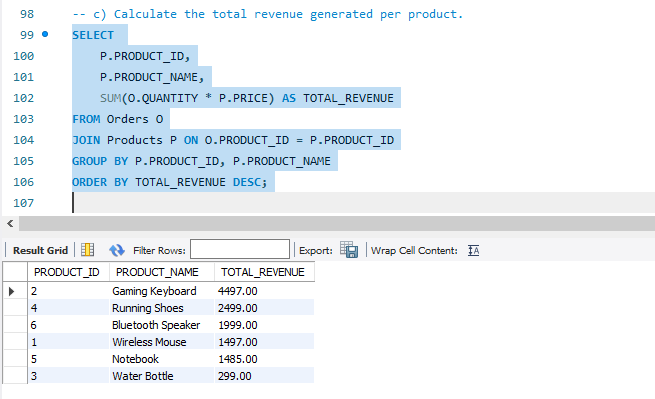 98 -- c) Calculate the total revenue generated per product.
99 SELECT
100 P.PRODUCT_ID,
101 P.PRODUCT_NAME,
102 SUM(O.QUANTITY * P.PRICE) AS TOTAL_REVENUE
103 FROM Orders O
104 JOIN Products P ON O.PRODUCT_ID = P.PRODUCT_ID
105 GROUP BY P.PRODUCT_ID, P.PRODUCT_NAME
106 ORDER BY TOTAL_REVENUE DESC;
107
Result Grid Filter Rows: Export: Wrap Cell Content:
PRODUCT_ID PRODUCT_NAME TOTAL_REVENUE
2 Gaming Keyboard 4497.00
4 Running Shoes 2499.00
6 Bluetooth Speaker 1999.00
1 Wireless Mouse 1497.00
5 Notebook 1485.00
3 Water Bottle 299.00